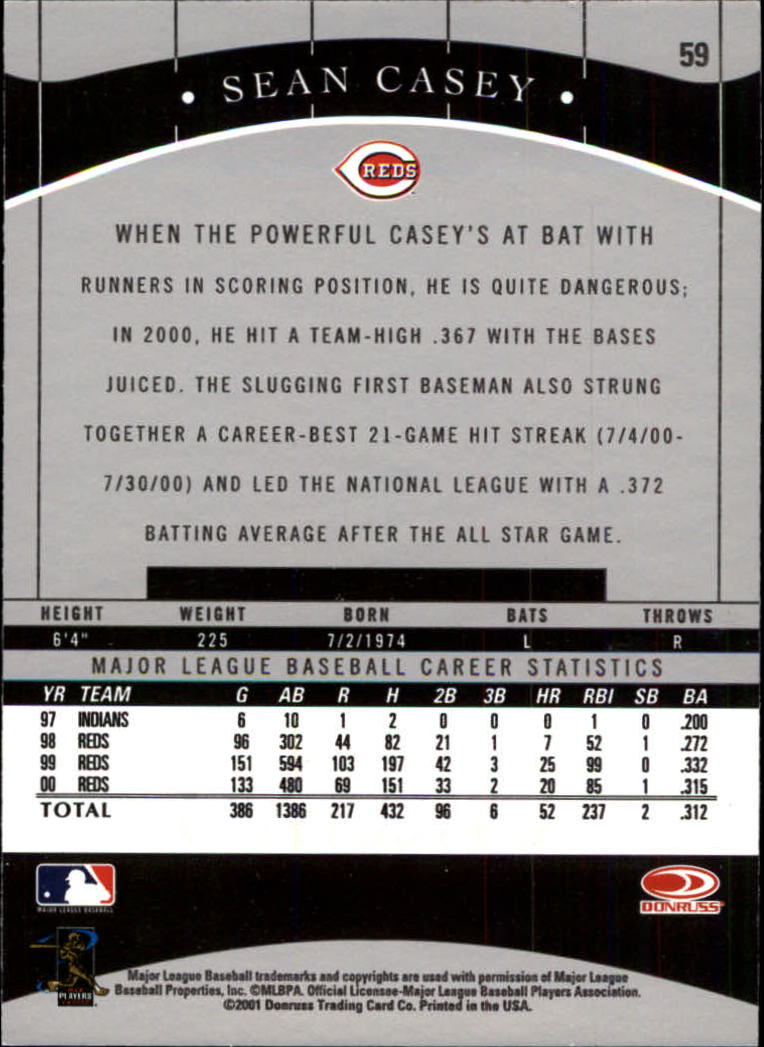 59
SEAN CASEY
REDS
WHEN THE POWERFUL CASEY'S AT BAT WITH
RUNNERS IN SCORING POSITION, HE IS QUITE DANGEROUS;
IN 2000, HE HIT A TEAM-HIGH .367 WITH THE BASES
JUICED. THE SLUGGING FIRST BASEMAN ALSO STRUNG
TOGETHER A CAREER-BEST 21-GAME HIT STREAK (7/4/00-
7/30/00) AND LED THE NATIONAL LEAGUE WITH A .372
BATTING AVERAGE AFTER THE ALL STAR GAME.
HEIGHT WEIGHT BORN BATS THROWS
6'4" 225 7/2/1974 L R
MAJOR LEAGUE BASEBALL CAREER STATISTICS
YR TEAM G AB R H 2B 3B HR RBI SB BA
97 INDIANS 6 10 1 2 0 0 0 1 0 .200
98 REDS 96 302 44 82 21 1 7 52 1 .272
99 REDS 151 594 103 197 42 3 25 99 0 .332
00 REDS 133 480 69 151 33 2 20 85 1 .315
TOTAL 386 1386 217 432 96 6 52 237 2 .312
MAJOR LEAGUE BASEBALL
DONRUSS
PLAYERS
Major League Baseball trademarks and copyrights are used with permission of Major League
Baseball Properties, Inc. ©MLBPA. Official Licensee-Major League Baseball Players Association.
©2001 Donruss Trading Card Co. Printed in the USA.